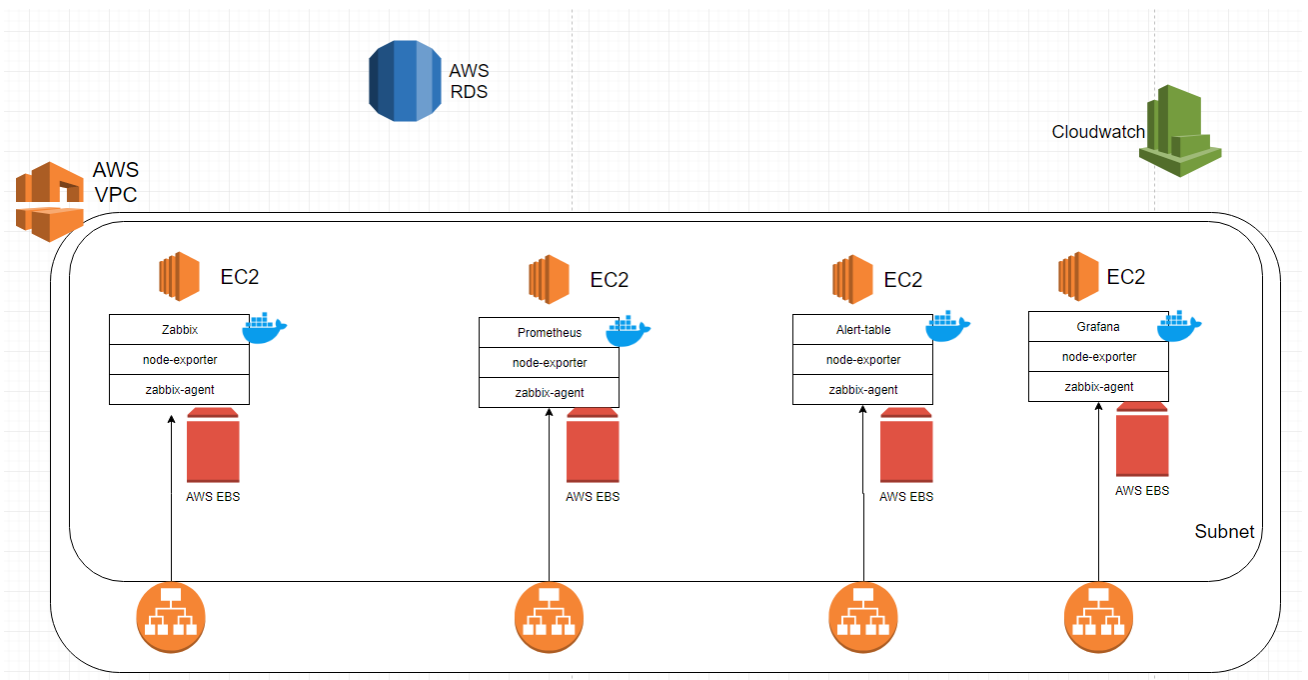 AWS
RDS
Cloudwatch
AWS
VPC
EC2
EC2
EC2
EC2
Zabbix
node-exporter
zabbix-agent
Prometheus
node-exporter
zabbix-agent
Alert-table
node-exporter
zabbix-agent
Grafana
node-exporter
zabbix-agent
AWS EBS
AWS EBS
AWS EBS
AWS EBS
Subnet